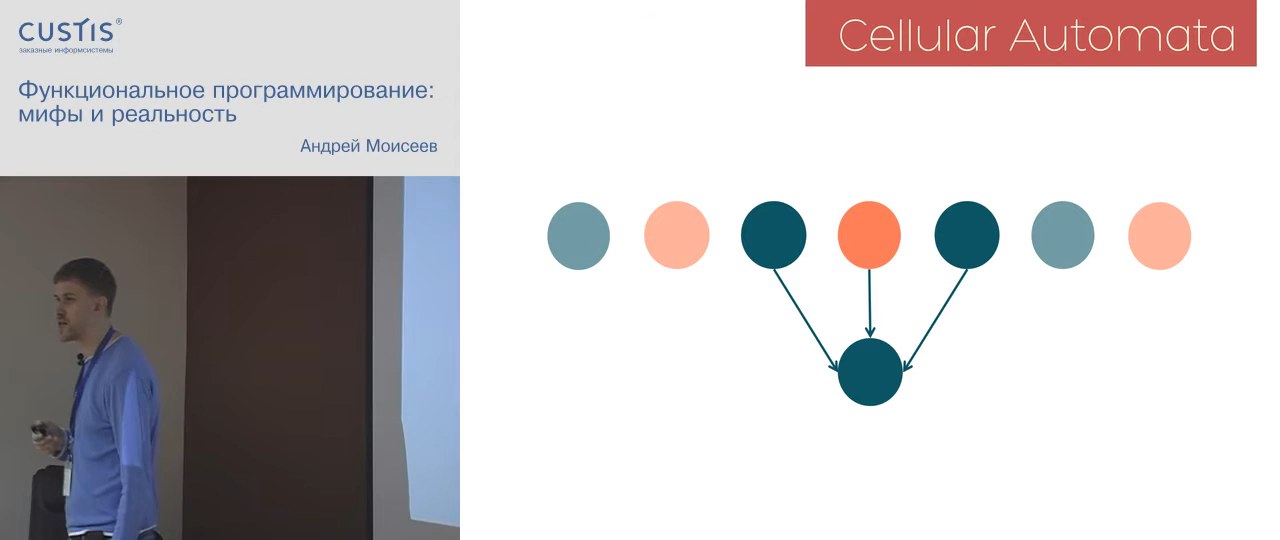 CUSTIS®
заказные информсистемы
Функциональное программирование:
мифы и реальность
Андрей Моисеев
Cellular Automata